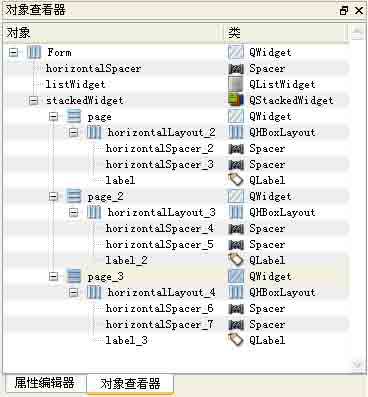 对象查看器
对象 类
Form QWidget
horizontalSpacer Spacer
listWidget QListWidget
stackedWidget QStackedWidget
page QWidget
horizontalLayout_2 QHBoxLayout
horizontalSpacer_2 Spacer
horizontalSpacer_3 Spacer
label QLabel
page_2 QWidget
horizontalLayout_3 QHBoxLayout
horizontalSpacer_4 Spacer
horizontalSpacer_5 Spacer
label_2 QLabel
page_3 QWidget
horizontalLayout_4 QHBoxLayout
horizontalSpacer_6 Spacer
horizontalSpacer_7 Spacer
label_3 QLabel
属性编辑器 对象查看器